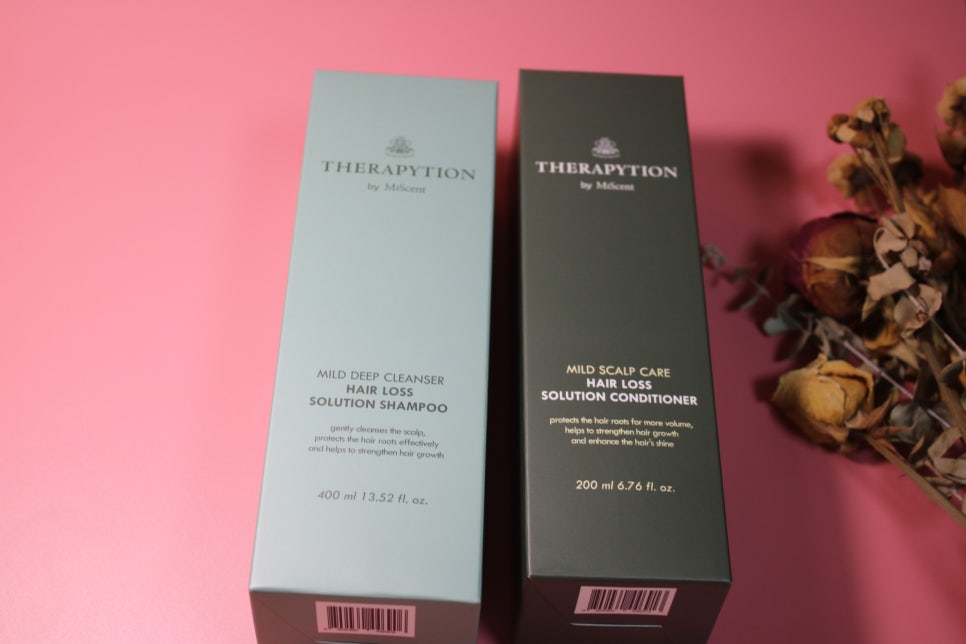 THERAPYTION
by MrScent
MILD DEEP CLEANSER
HAIR LOSS
SOLUTION SHAMPOO
gently cleanses the scalp,
protects the hair roots effectively
and helps to strengthen hair growth
400 ml 13.52 fl. oz.
THERAPYTION
by MrScent
MILD SCALP CARE
HAIR LOSS
SOLUTION CONDITIONER
protects the hair roots for more volume,
helps to strengthen hair growth
and enhance the hair's shine
200 ml 6.76 fl. oz.